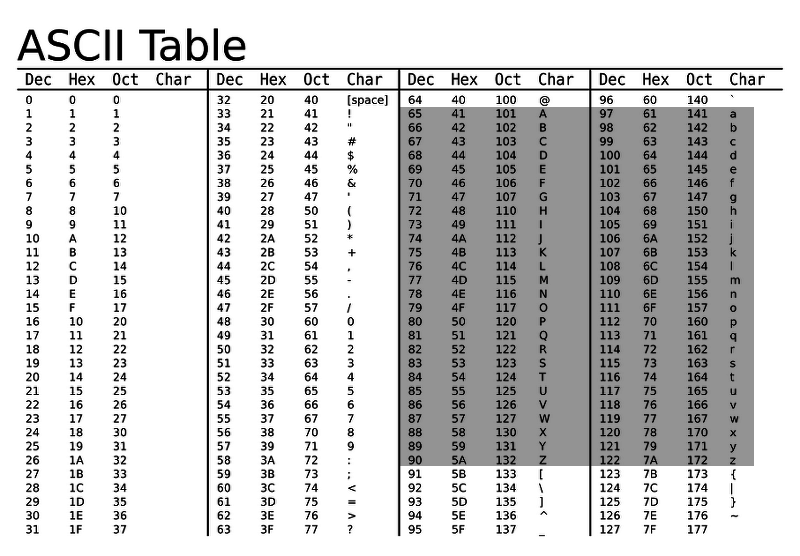 ASCII Table
Dec Hex Oct Char Dec Hex Oct Char Dec Hex Oct Char Dec Hex Oct Char
0 0 0 32 20 40 [space] 64 40 100 @ 96 60 140 `
1 1 1 33 21 41 ! 65 41 101 A 97 61 141 a
2 2 2 34 22 42 " 66 42 102 B 98 62 142 b
3 3 3 35 23 43 # 67 43 103 C 99 63 143 c
4 4 4 36 24 44 $ 68 44 104 D 100 64 144 d
5 5 5 37 25 45 % 69 45 105 E 101 65 145 e
6 6 6 38 26 46 & 70 46 106 F 102 66 146 f
7 7 7 39 27 47 ' 71 47 107 G 103 67 147 g
8 8 10 40 28 50 ( 72 48 110 H 104 68 150 h
9 9 11 41 29 51 ) 73 49 111 I 105 69 151 i
10 A 12 42 2A 52 * 74 4A 112 J 106 6A 152 j
11 B 13 43 2B 53 + 75 4B 113 K 107 6B 153 k
12 C 14 44 2C 54 , 76 4C 114 L 108 6C 154 l
13 D 15 45 2D 55 - 77 4D 115 M 109 6D 155 m
14 E 16 46 2E 56 . 78 4E 116 N 110 6E 156 n
15 F 17 47 2F 57 / 79 4F 117 O 111 6F 157 o
16 10 20 48 30 60 0 80 50 120 P 112 70 160 p
17 11 21 49 31 61 1 81 51 121 Q 113 71 161 q
18 12 22 50 32 62 2 82 52 122 R 114 72 162 r
19 13 23 51 33 63 3 83 53 123 S 115 73 163 s
20 14 24 52 34 64 4 84 54 124 T 116 74 164 t
21 15 25 53 35 65 5 85 55 125 U 117 75 165 u
22 16 26 54 36 66 6 86 56 126 V 118 76 166 v
23 17 27 55 37 67 7 87 57 127 W 119 77 167 w
24 18 30 56 38 70 8 88 58 130 X 120 78 170 x
25 19 31 57 39 71 9 89 59 131 Y 121 79 171 y
26 1A 32 58 3A 72 : 90 5A 132 Z 122 7A 172 z
27 1B 33 59 3B 73 ; 91 5B 133 [ 123 7B 173 {
28 1C 34 60 3C 74 < 92 5C 134 \ 124 7C 174 |
29 1D 35 61 3D 75 = 93 5D 135 ] 125 7D 175 }
30 1E 36 62 3E 76 > 94 5E 136 ^ 126 7E 176 ~
31 1F 37 63 3F 77 ? 95 5F 137 _ 127 7F 177